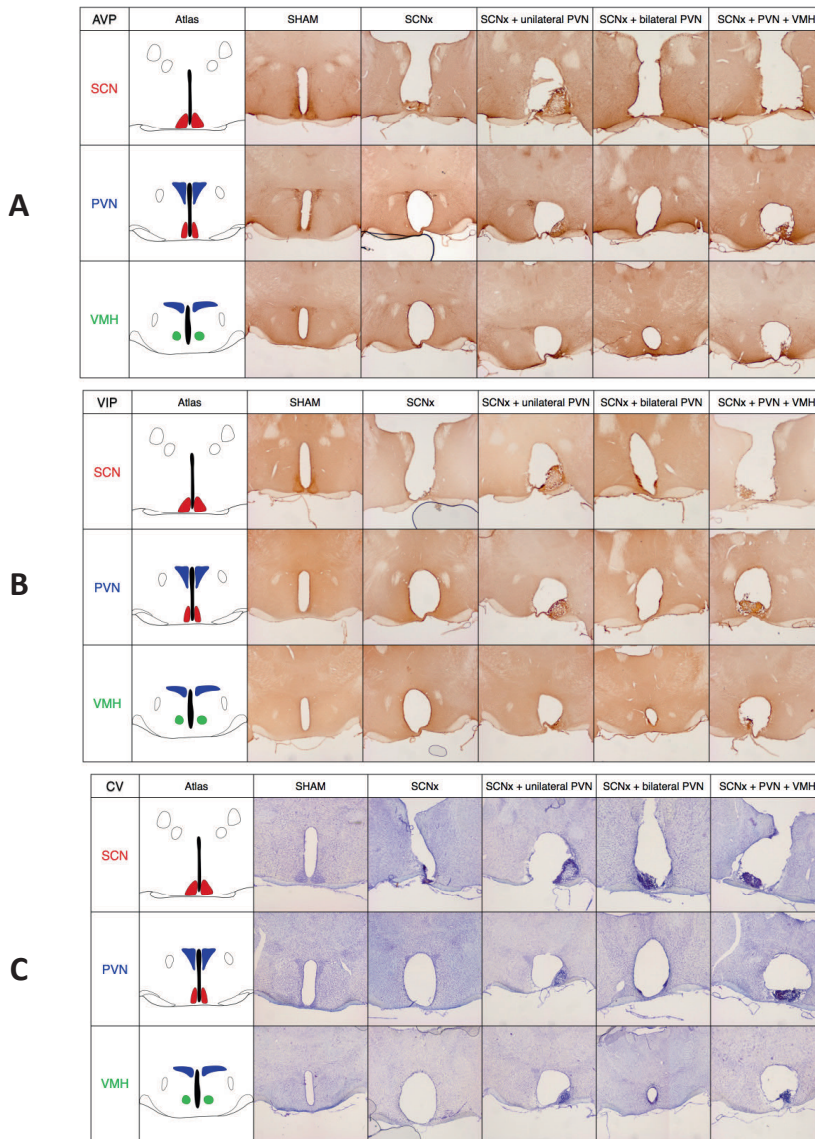 AVP Atlas SHAM SCNx SCNx + unilateral PVN SCNx + bilateral PVN SCNx + PVN + VMH
SCN
A
PVN
VMH
VIP Atlas SHAM SCNx SCNx + unilateral PVN SCNx + bilateral PVN SCNx + PVN + VMH
SCN
B
PVN
VMH
CV Atlas SHAM SCNx SCNx + unilateral PVN SCNx + bilateral PVN SCNx + PVN + VMH
SCN
C
PVN
VMH